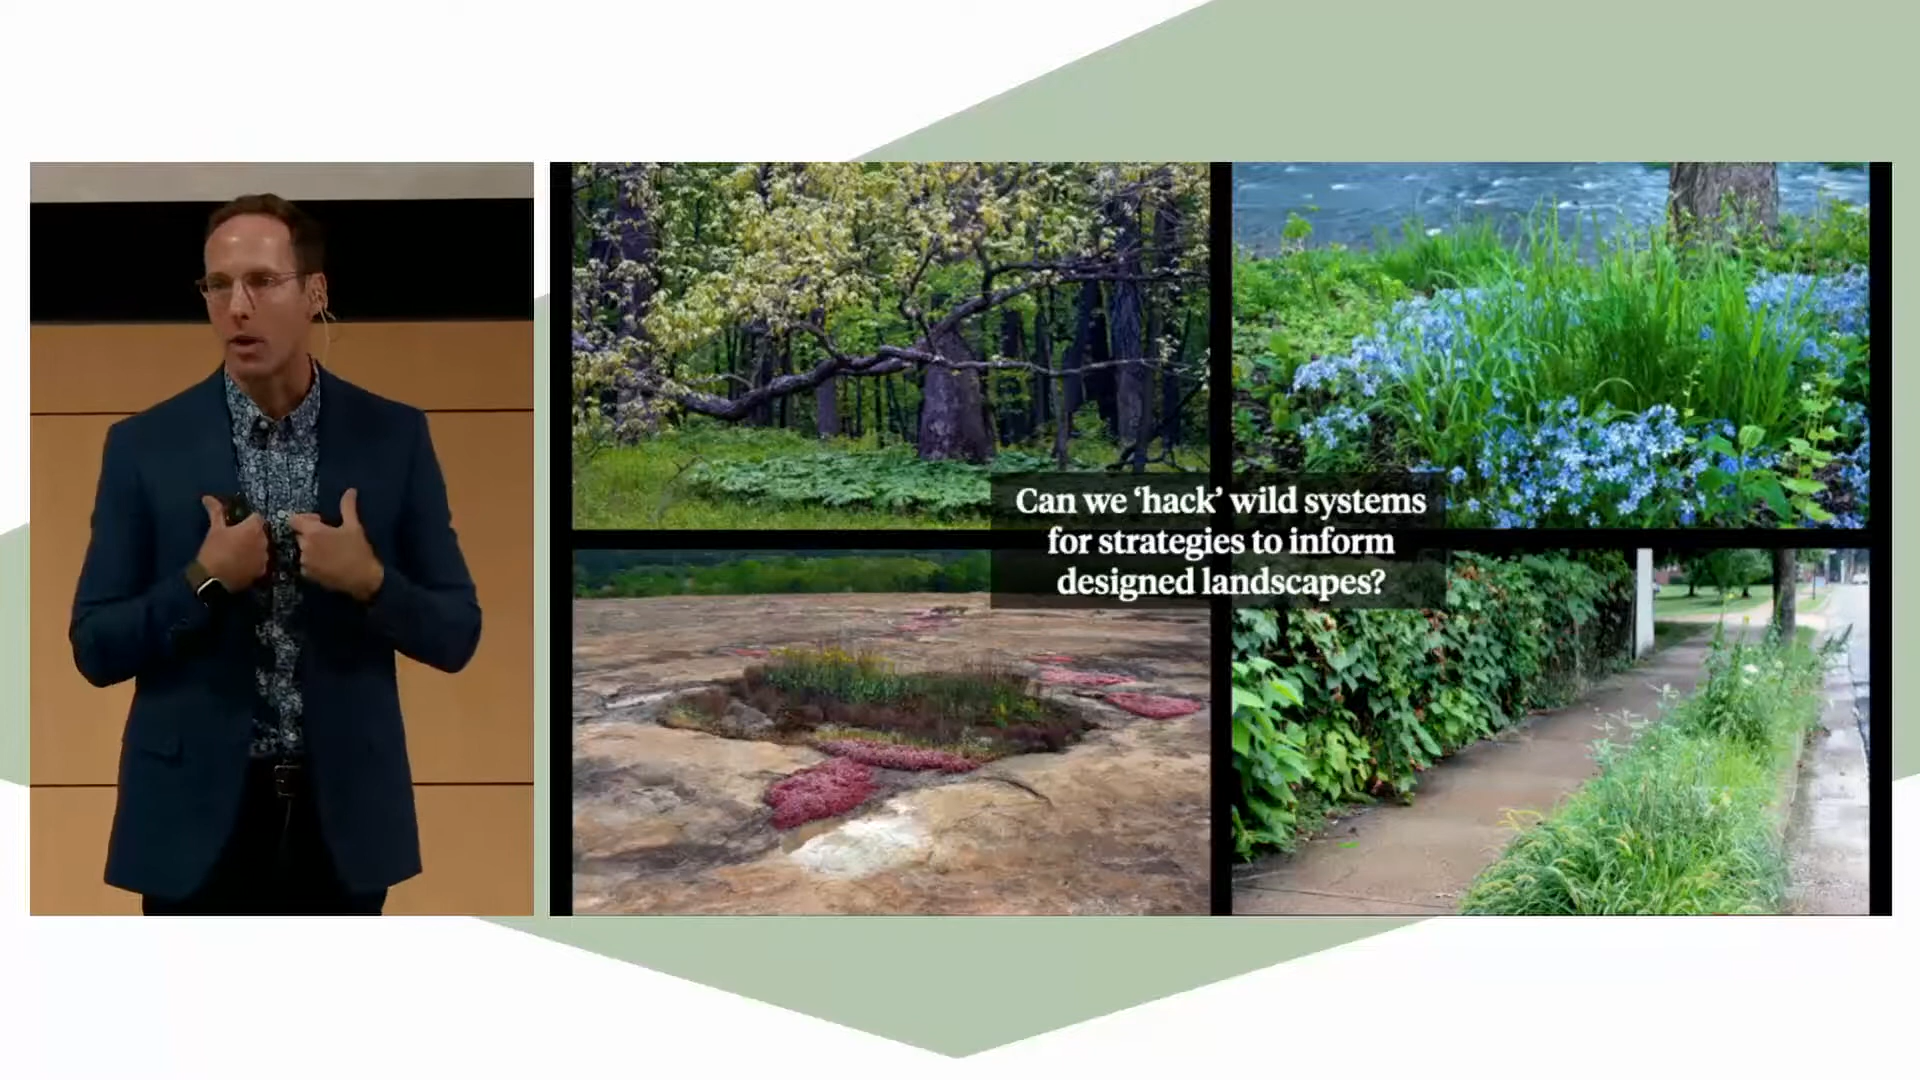 Can we ‘hack’ wild systems
for strategies to inform
designed landscapes?